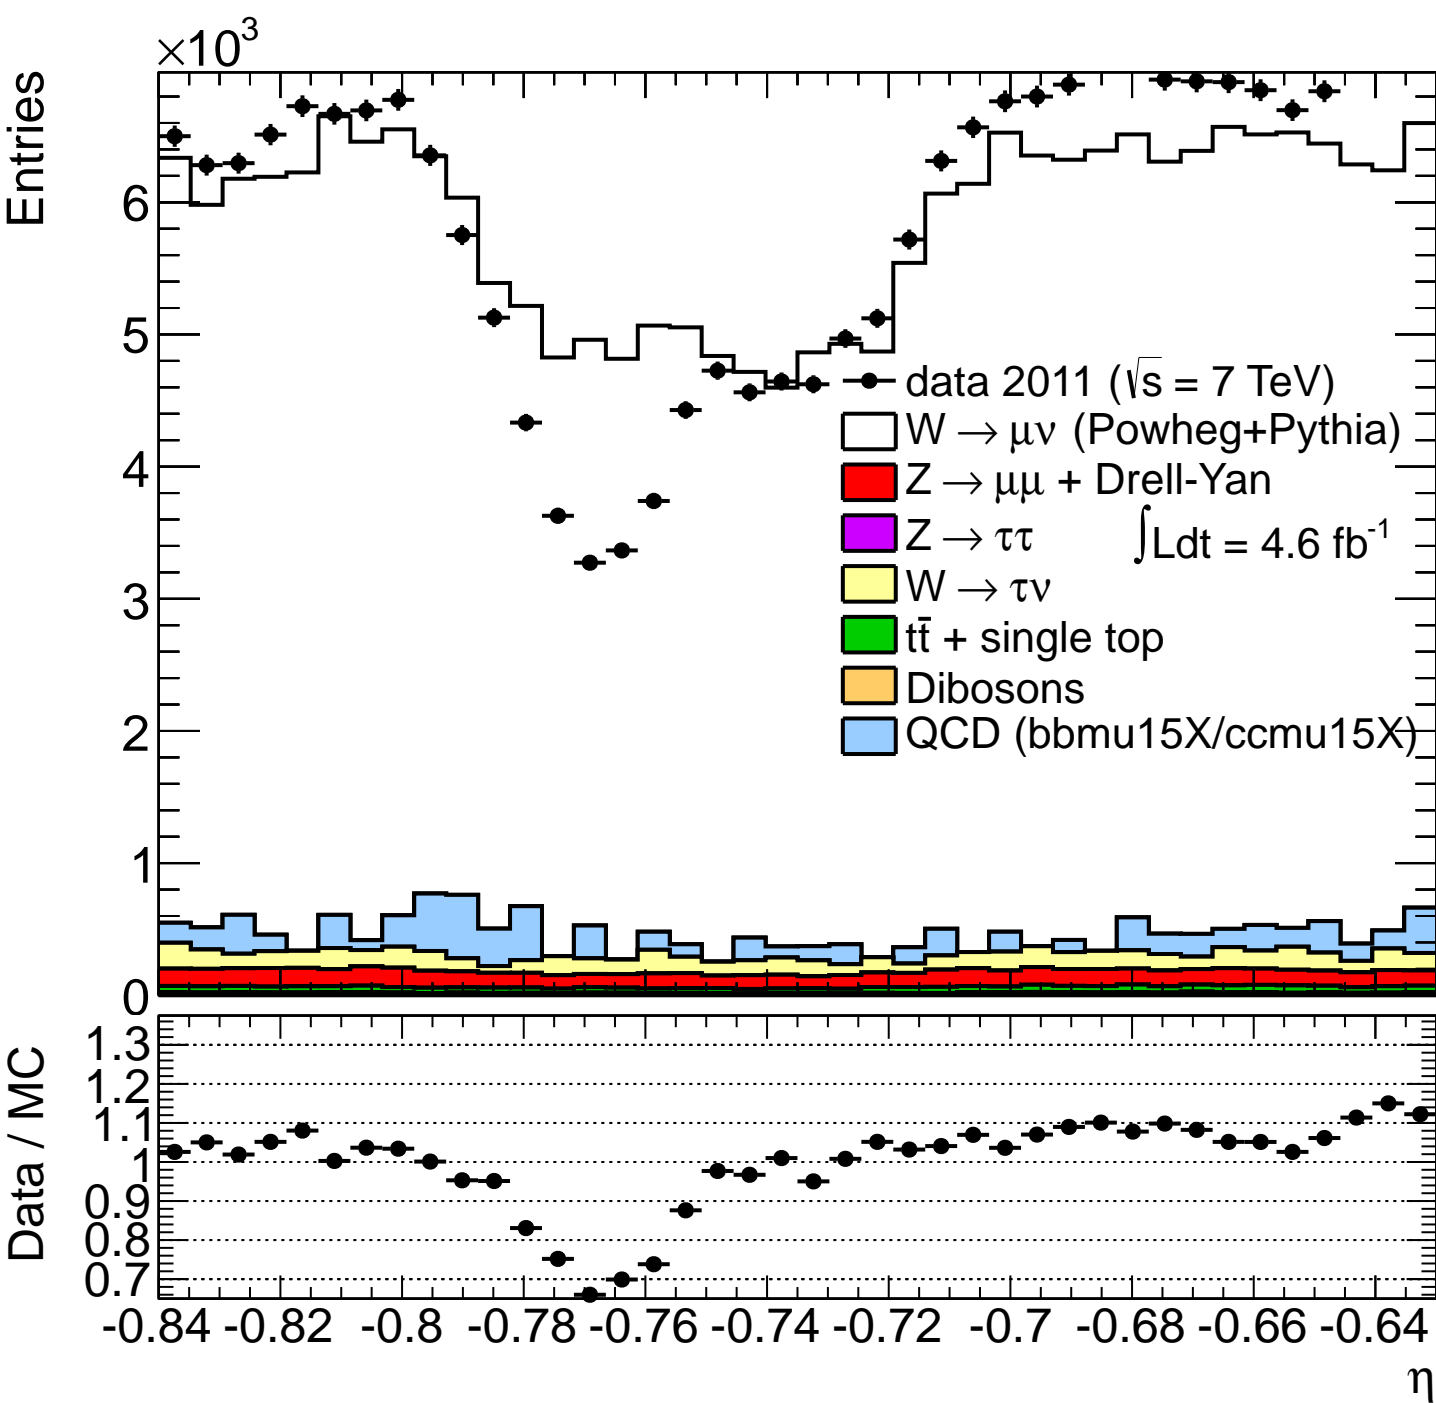 ×10³
Entries
6
5
4
3
2
1
0
data 2011 (√s = 7 TeV)
W → μν (Powheg+Pythia)
Z → μμ + Drell-Yan
Z → ττ
∫Ldt = 4.6 fb⁻¹
W → τν
tt̄ + single top
Dibosons
QCD (bbmu15X/ccmu15X)
Data / MC
1.3
1.2
1.1
1
0.9
0.8
0.7
-0.84 -0.82 -0.8 -0.78 -0.76 -0.74 -0.72 -0.7 -0.68 -0.66 -0.64
η